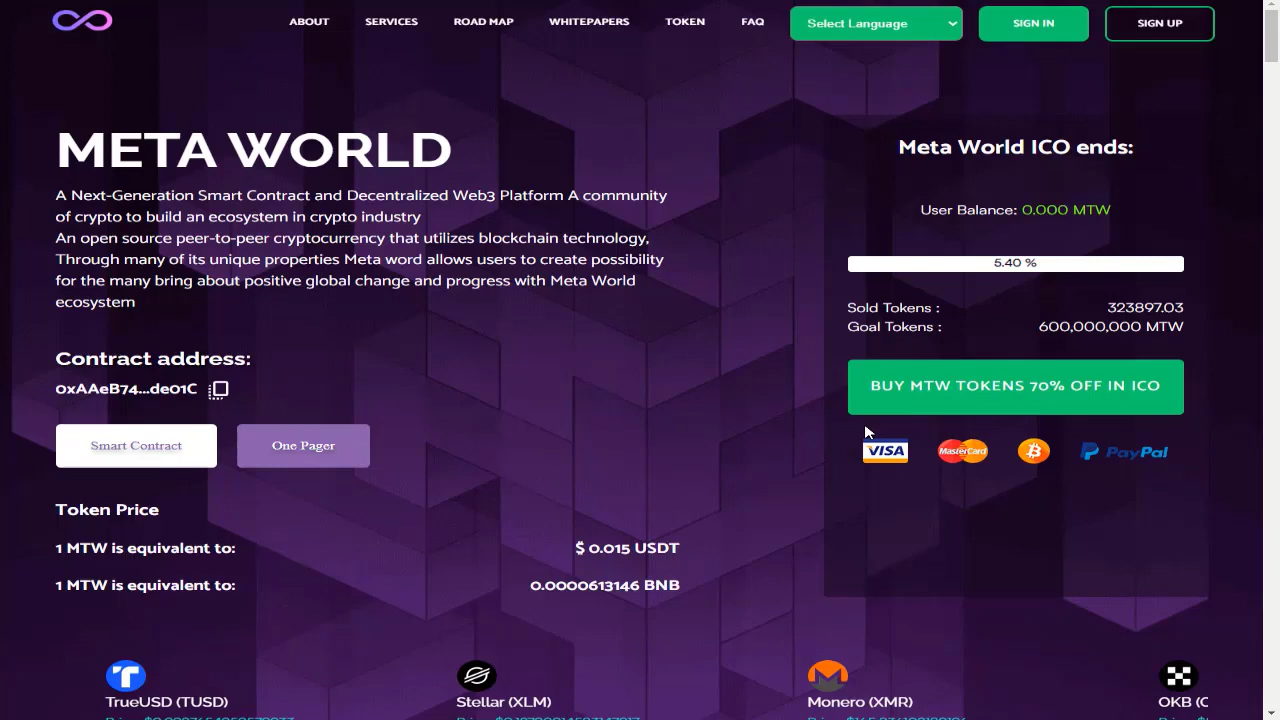 ABOUT SERVICES ROAD MAP WHITEPAPERS TOKEN FAQ Select Language SIGN IN SIGN UP
META WORLD
A Next-Generation Smart Contract and Decentralized Web3 Platform A community
of crypto to build an ecosystem in crypto industry
An open source peer-to-peer cryptocurrency that utilizes blockchain technology,
Through many of its unique properties Meta word allows users to create possibility
for the many bring about positive global change and progress with Meta World
ecosystem
Contract address:
0xAAeB74...de01C
Smart Contract One Pager
Token Price
1 MTW is equivalent to: $ 0.015 USDT
1 MTW is equivalent to: 0.0000613146 BNB
Meta World ICO ends:
User Balance: 0.000 MTW
5.40 %
Sold Tokens : 323897.03
Goal Tokens : 600,000,000 MTW
BUY MTW TOKENS 70% OFF IN ICO
VISA MasterCard PayPal
TrueUSD (TUSD) Stellar (XLM) Monero (XMR) OKB (O